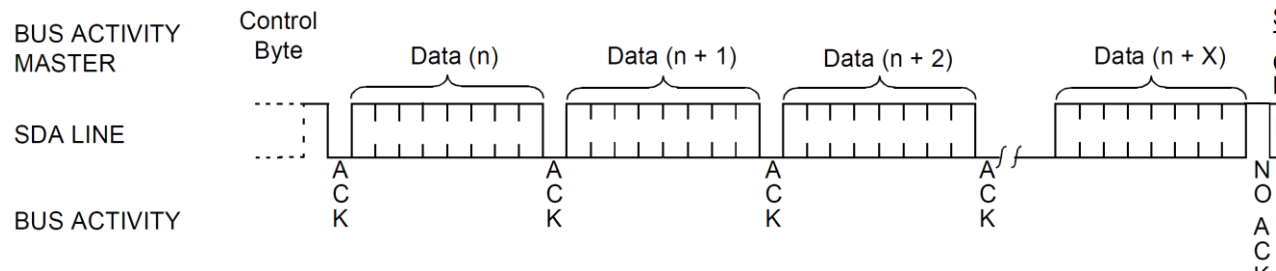 BUS ACTIVITY
MASTER
Control
Byte
Data (n)
Data (n + 1)
Data (n + 2)
Data (n + X)
S
SDA LINE
A
C
K
A
C
K
A
C
K
A
C
K
N
O
A
C
K
BUS ACTIVITY